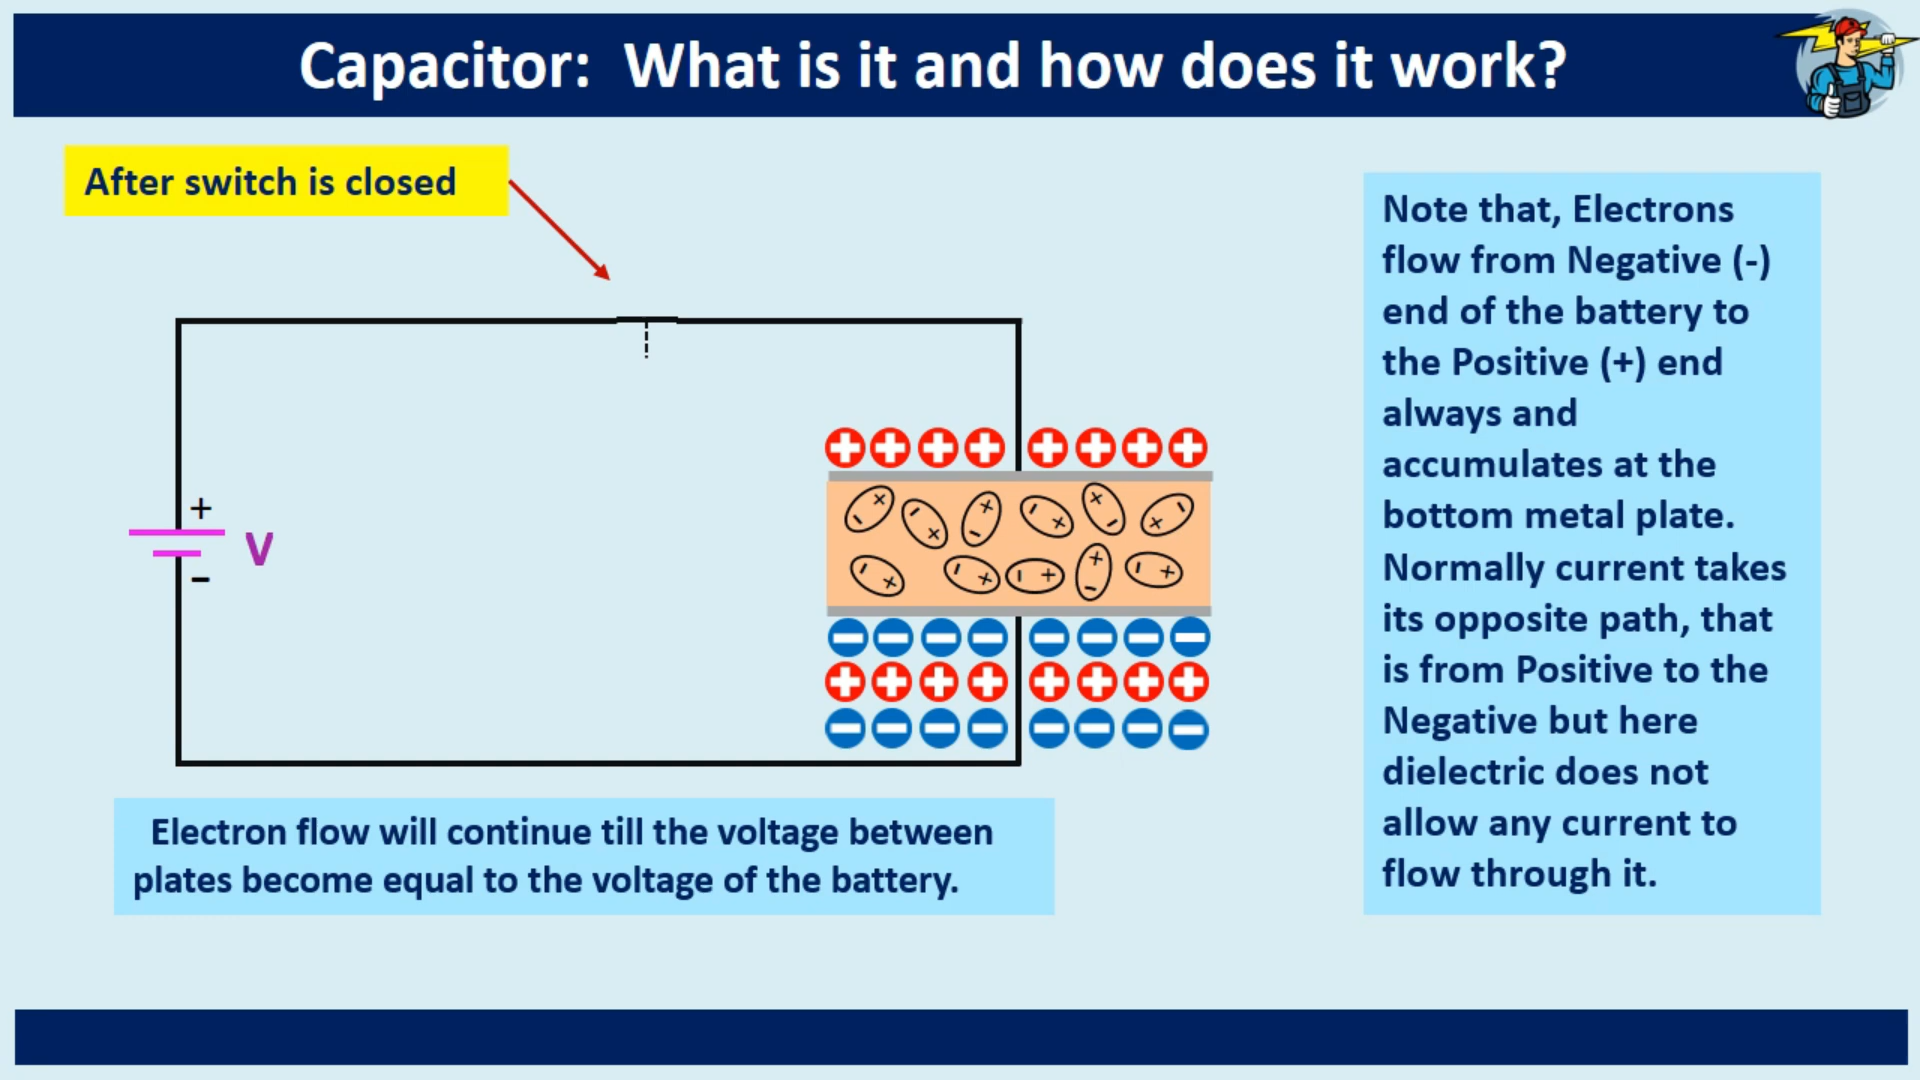 Capacitor: What is it and how does it work?
After switch is closed
Note that, Electrons
flow from Negative (-)
end of the battery to
the Positive (+) end
always and
accumulates at the
bottom metal plate.
Normally current takes
its opposite path, that
is from Positive to the
Negative but here
dielectric does not
allow any current to
flow through it.
+
V
−
Electron flow will continue till the voltage between
plates become equal to the voltage of the battery.